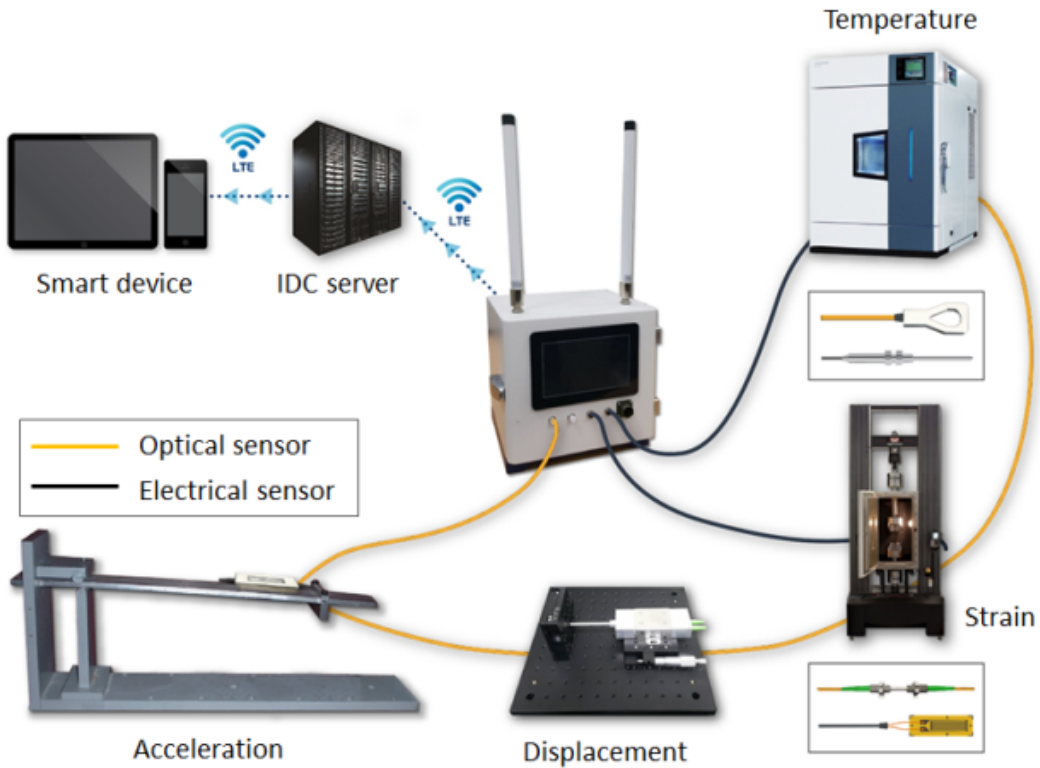 Temperature
LTE
LTE
Smart device
IDC server
Optical sensor
Electrical sensor
Strain
Acceleration
Displacement